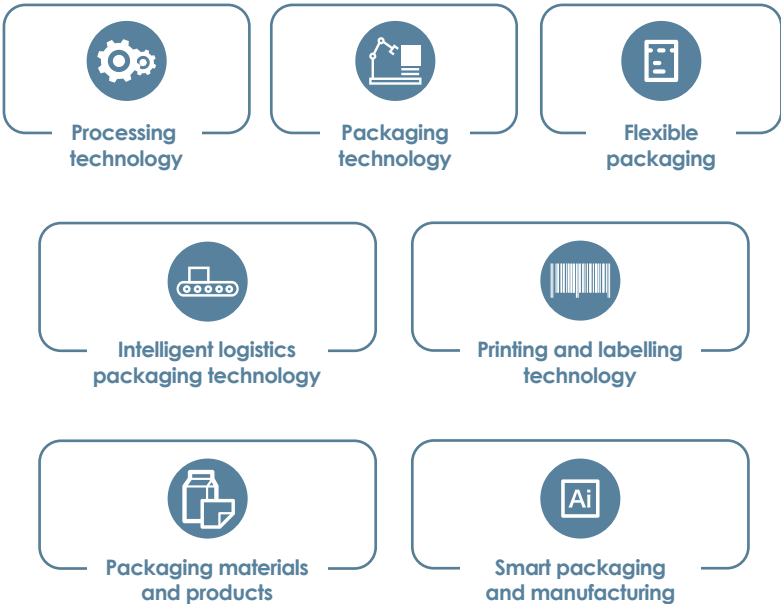 Processing
technology
Packaging
technology
Flexible
packaging
Intelligent logistics
packaging technology
Printing and labelling
technology
Packaging materials
and products
Ai
Smart packaging
and manufacturing